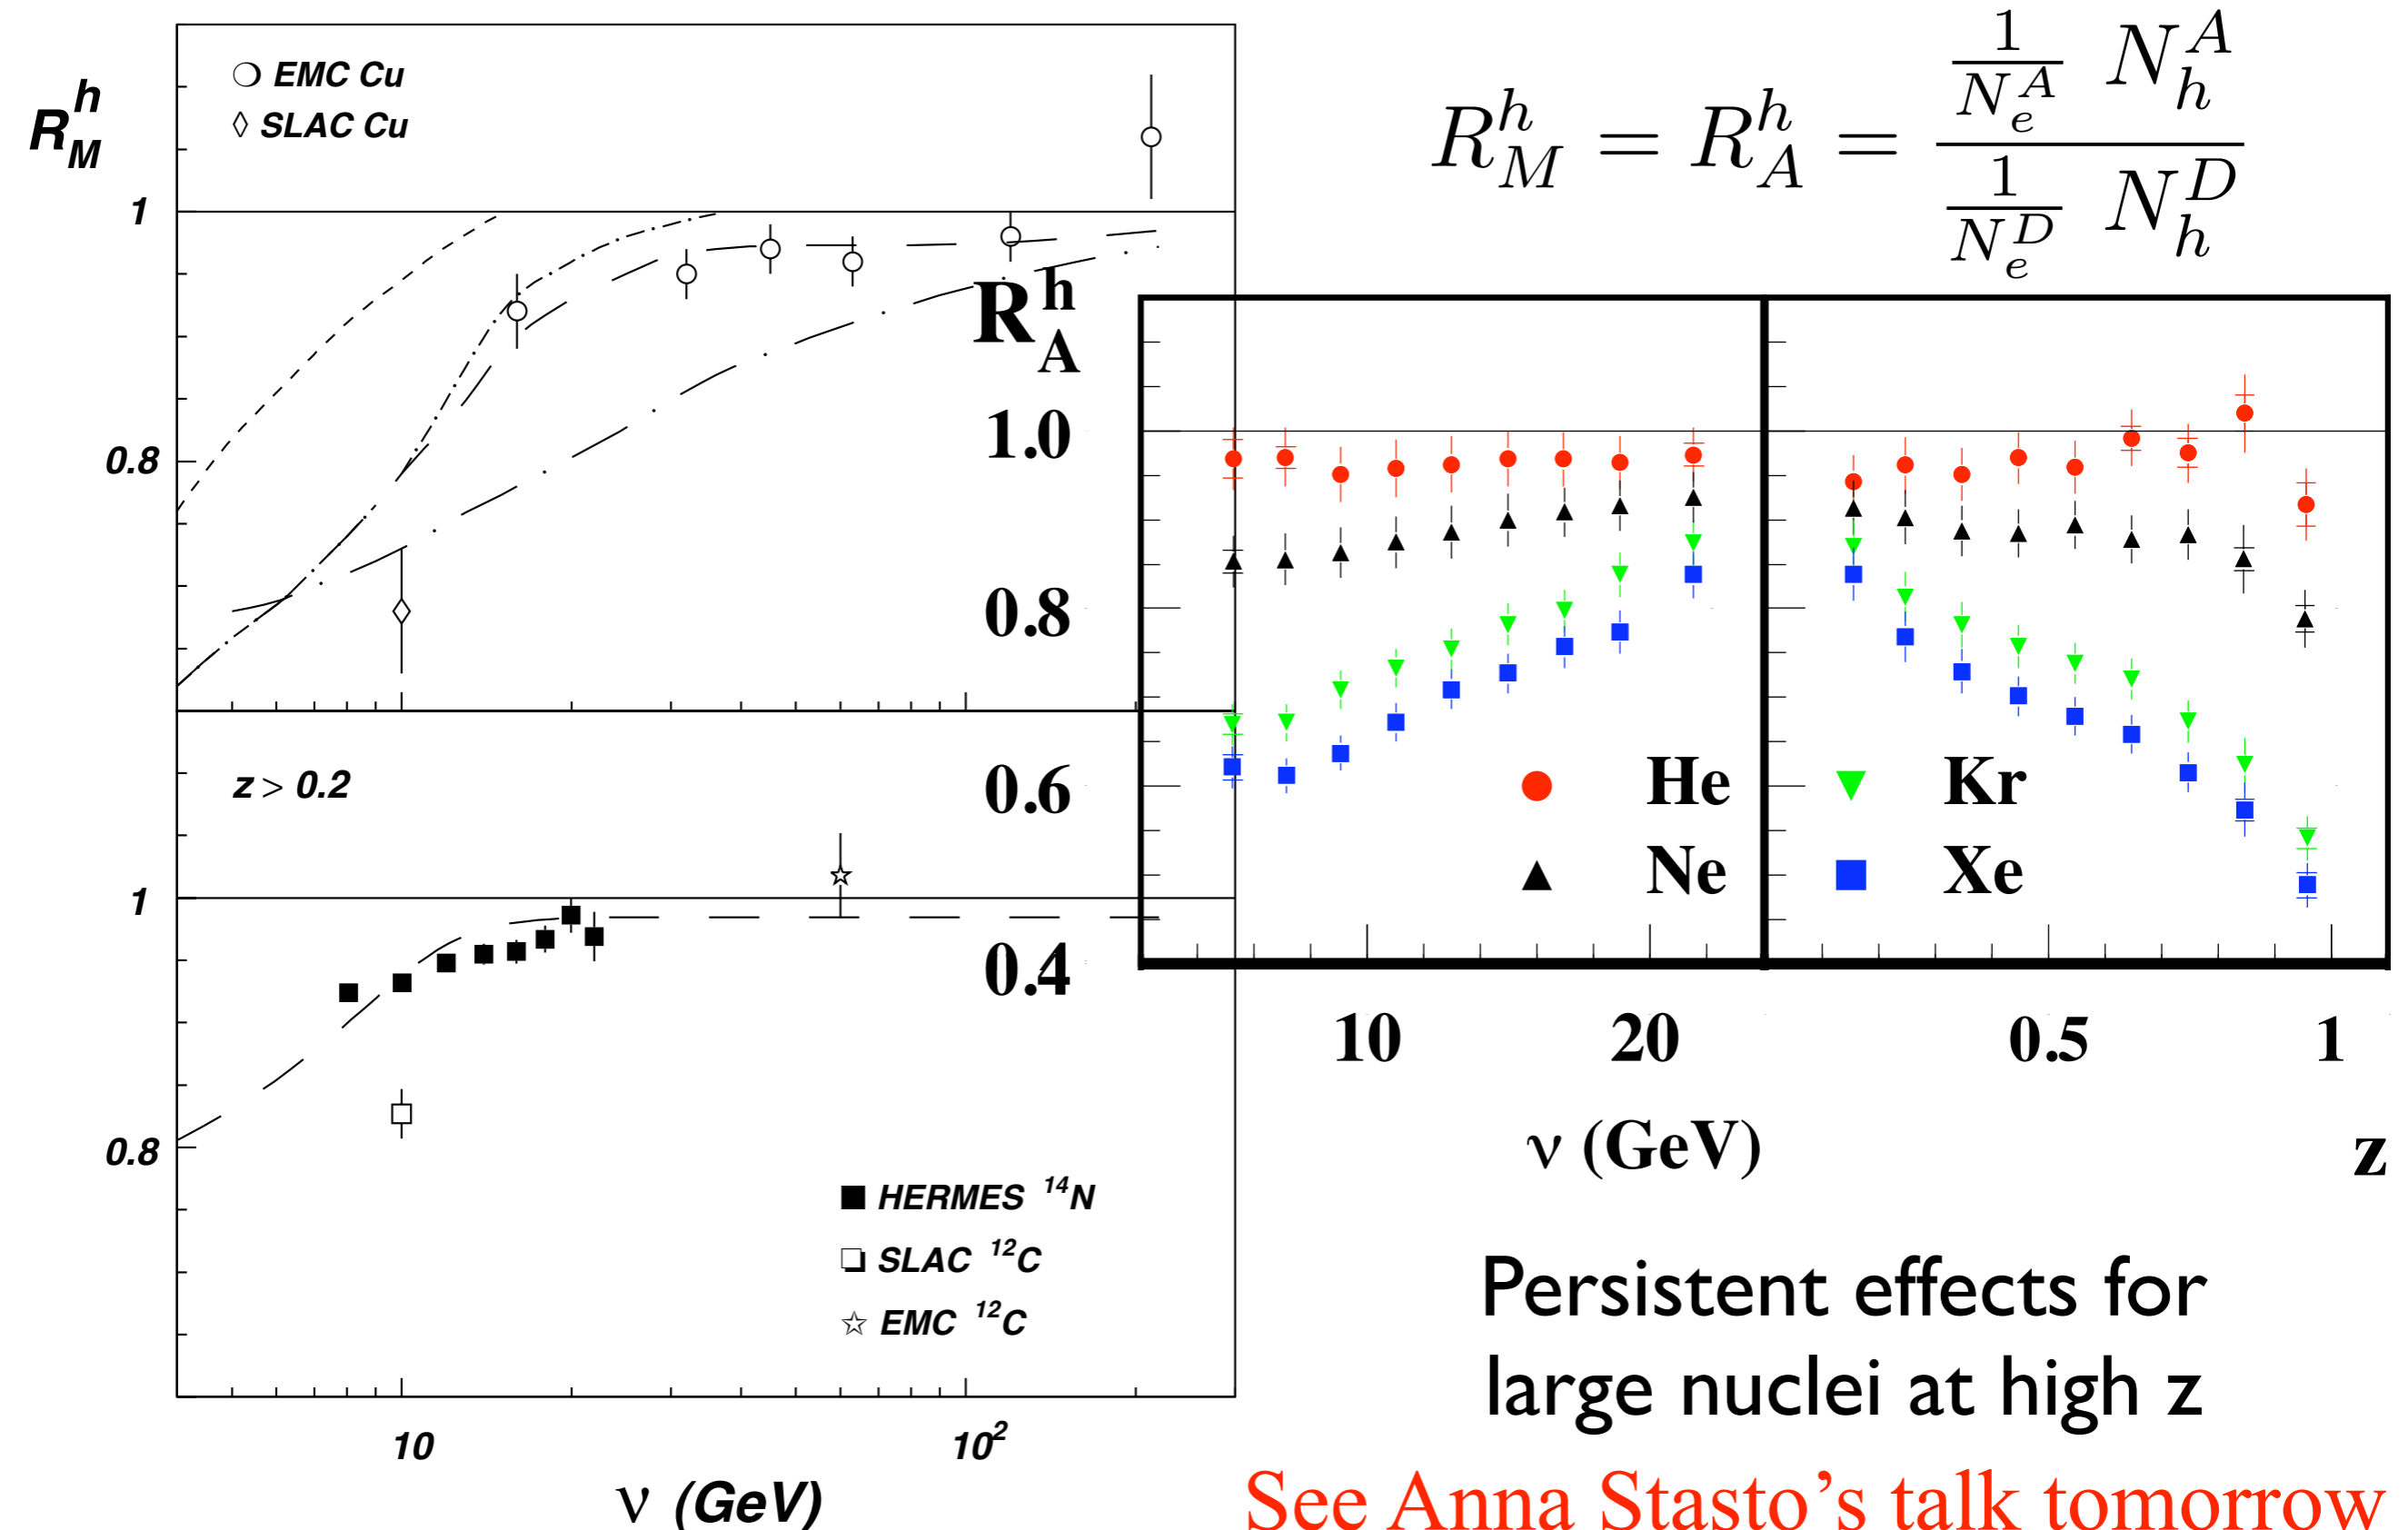 R_M^h
○ EMC Cu
◊ SLAC Cu
1
0.8
z > 0.2
1
0.8
■ HERMES ^14N
□ SLAC ^12C
☆ EMC ^12C
10
10^2
ν (GeV)
R_M^h = R_A^h = \frac{\frac{1}{N_e^A} N_h^A}{\frac{1}{N_e^D} N_h^D}
R_A^h
1.0
0.8
0.6
0.4
He
Kr
Ne
Xe
10
20
0.5
1
ν (GeV)
z
Persistent effects for
large nuclei at high z
See Anna Stasto’s talk tomorrow